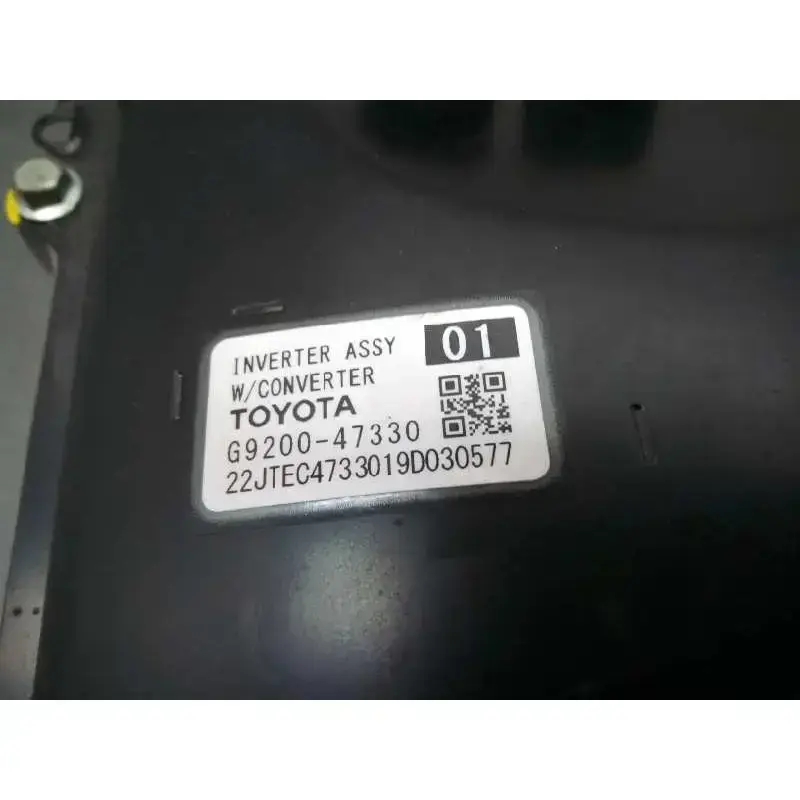 INVERTER ASSY 01
W/CONVERTER
TOYOTA
G9200-47330
22JTEC4733019D030577